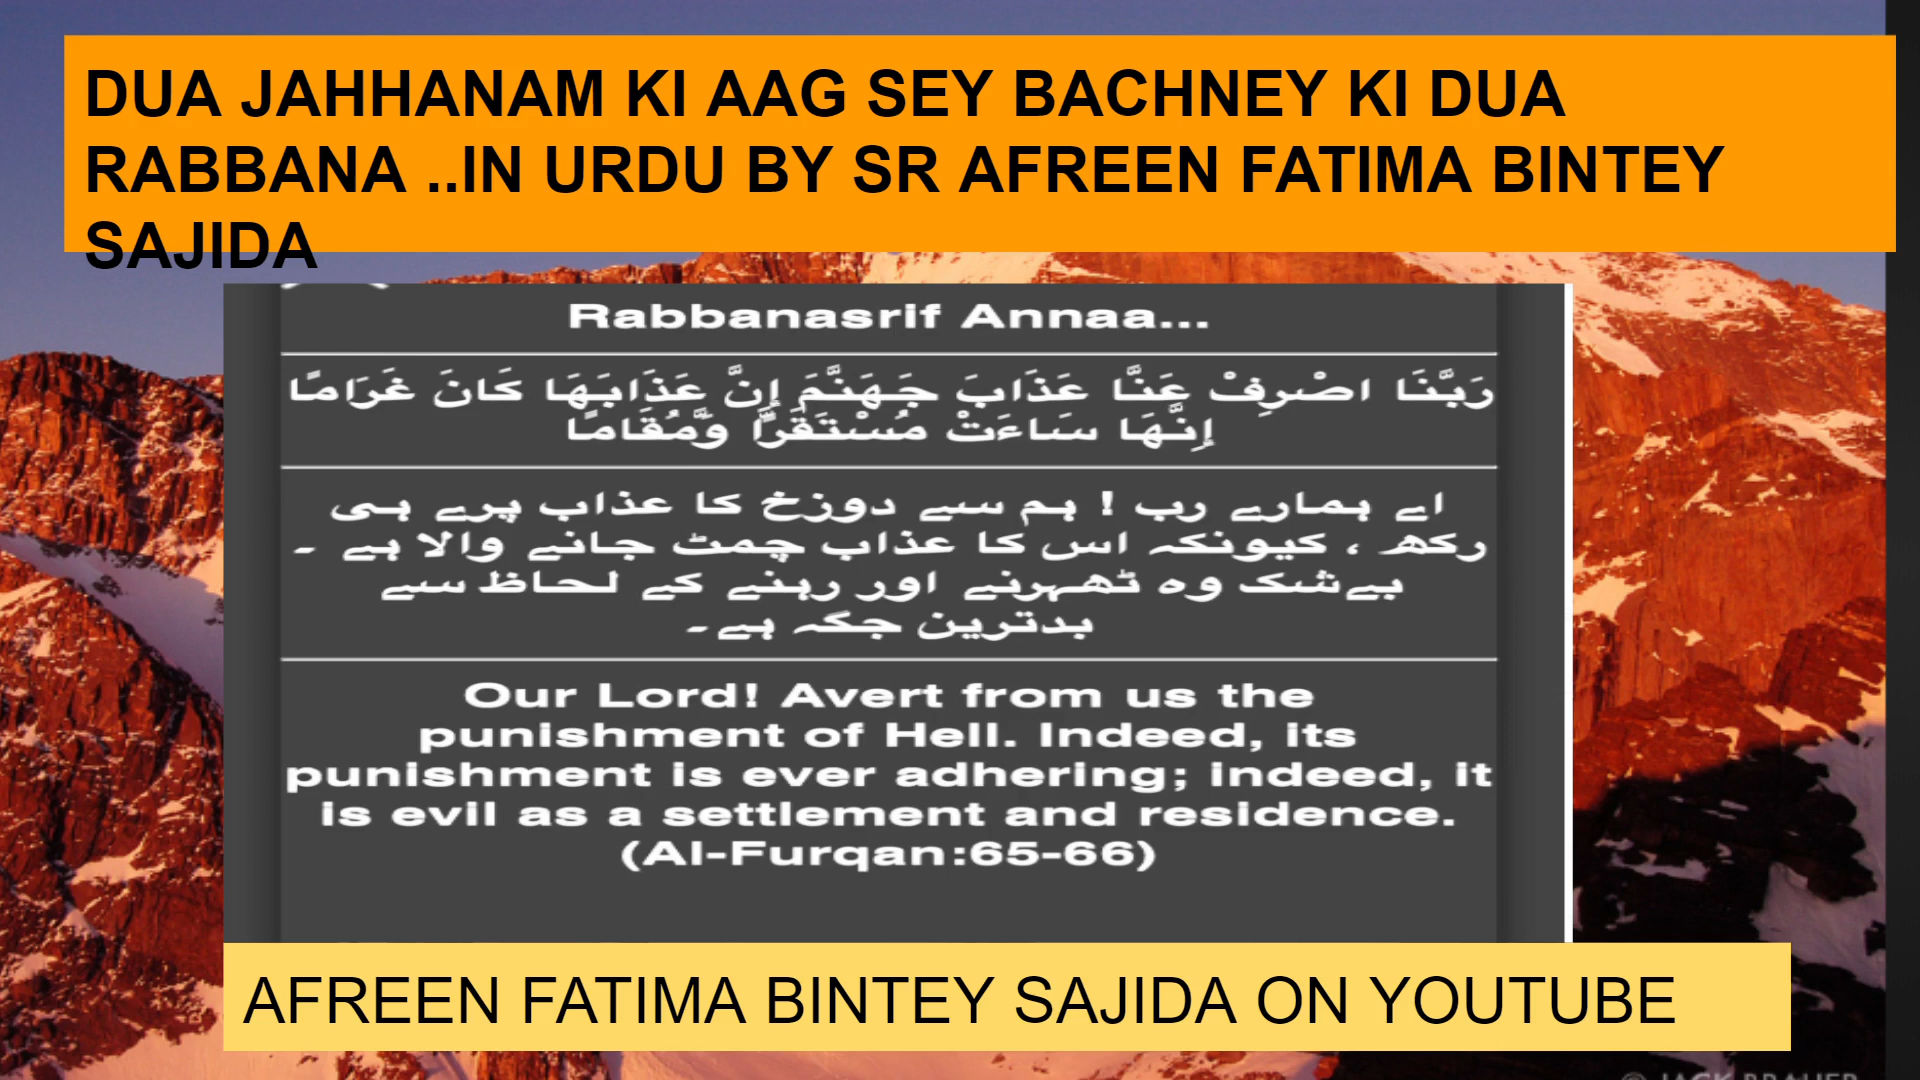 DUA JAHHANAM KI AAG SEY BACHNEY KI DUA
RABBANA ..IN URDU BY SR AFREEN FATIMA BINTEY
SAJIDA
Rabbanasrif Annaa...
رَبَّنَا اصْرِفْ عَنَّا عَذَابَ جَهَنَّمَ إِنَّ عَذَابَهَا كَانَ غَرَامًا
إِنَّهَا سَاءَتْ مُسْتَقَرًّا وَّمُقَامًا
اے ہمارے رب ! ہم سے دوزخ کا عذاب پرے ہی
رکھ ، کیونکہ اس کا عذاب چمٹ جانے والا ہے ۔
بےشک وہ ٹھہرنے اور رہنے کے لحاظ سے
بدترین جگہ ہے۔
Our Lord! Avert from us the
punishment of Hell. Indeed, its
punishment is ever adhering; indeed, it
is evil as a settlement and residence.
(Al-Furqan:65-66)
AFREEN FATIMA BINTEY SAJIDA ON YOUTUBE
© JACK BRAUER